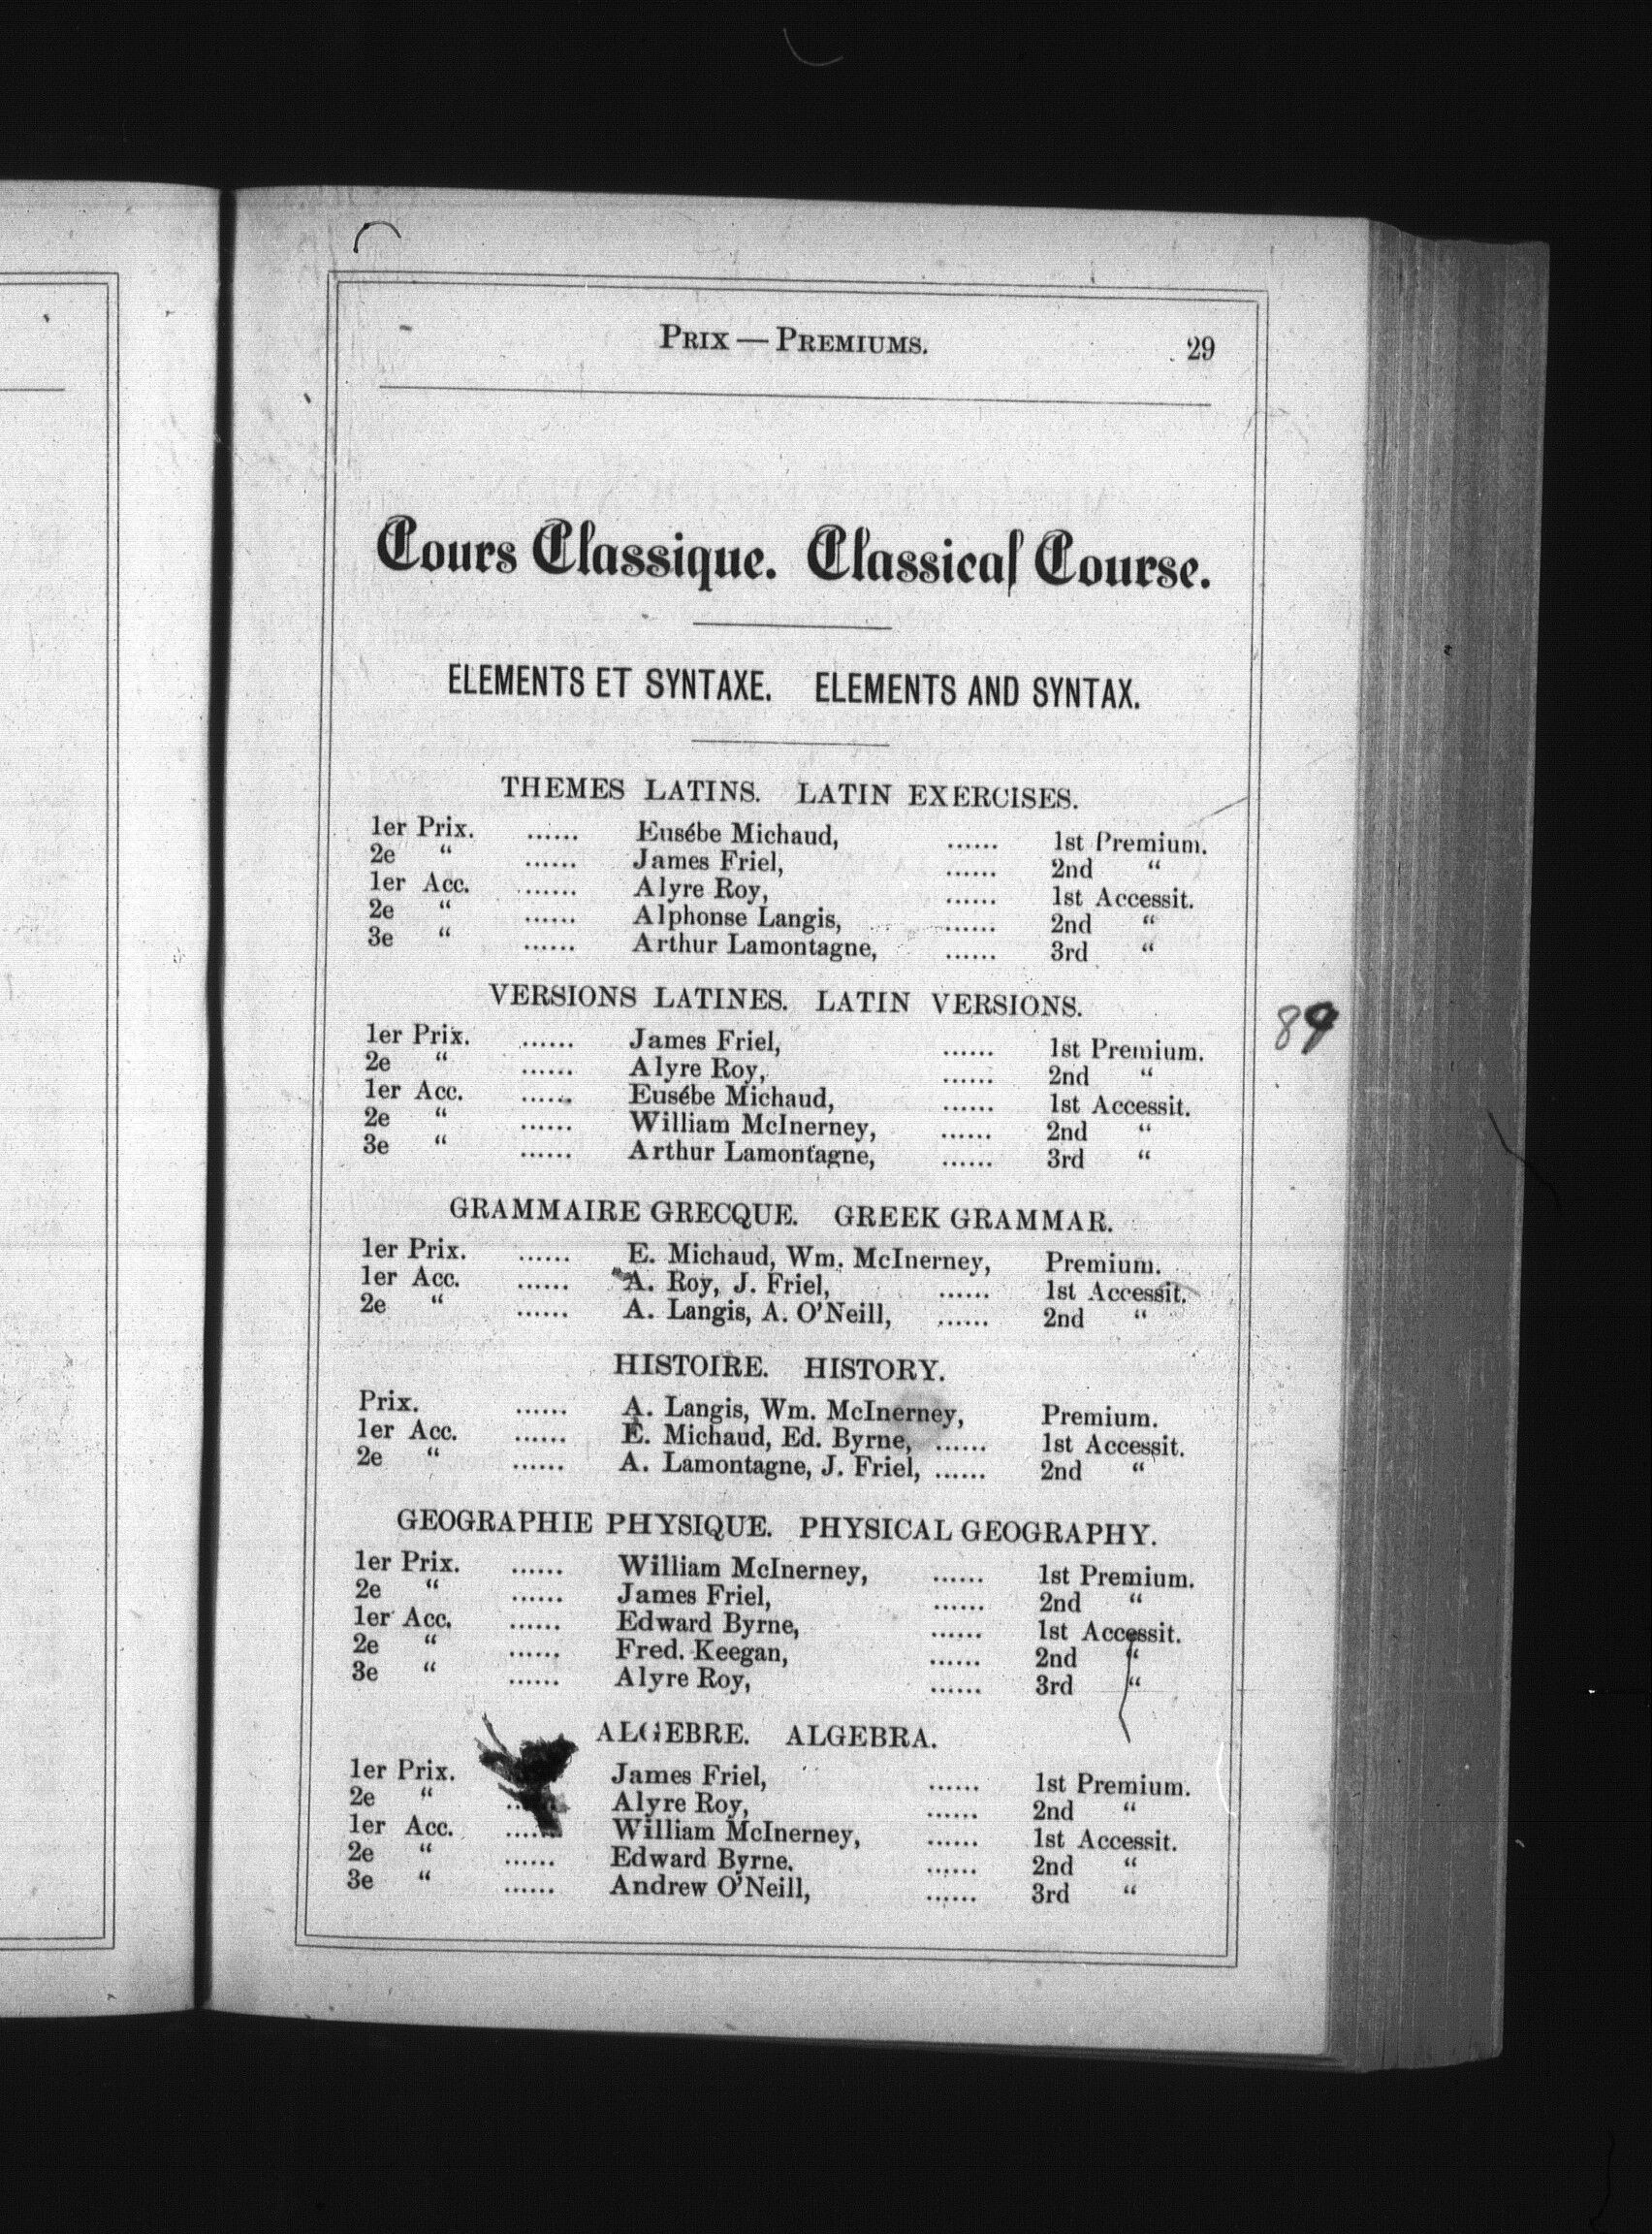 PRIX — PREMIUMS. 29
Cours Classique. Classical Course.
ELEMENTS ET SYNTAXE. ELEMENTS AND SYNTAX.
THEMES LATINS. LATIN EXERCISES.
1er Prix. ...... Eusébe Michaud, ...... 1st Premium.
2e “ ...... James Friel, ...... 2nd “
1er Acc. ...... Alyre Roy, ...... 1st Accessit.
2e “ ...... Alphonse Langis, ...... 2nd “
3e “ ...... Arthur Lamontagne, ...... 3rd “
VERSIONS LATINES. LATIN VERSIONS.
1er Prix. ...... James Friel, ...... 1st Premium.
2e “ ...... Alyre Roy, ...... 2nd “
1er Acc. ...... Eusébe Michaud, ...... 1st Accessit.
2e “ ...... William McInerney, ...... 2nd “
3e “ ...... Arthur Lamontagne, ...... 3rd “
89
GRAMMAIRE GRECQUE. GREEK GRAMMAR.
1er Prix. ...... E. Michaud, Wm. McInerney, Premium.
1er Acc. ...... A. Roy, J. Friel, ...... 1st Accessit.
2e “ ...... A. Langis, A. O’Neill, ...... 2nd “
HISTOIRE. HISTORY.
Prix. ...... A. Langis, Wm. McInerney, Premium.
1er Acc. ...... E. Michaud, Ed. Byrne, ...... 1st Accessit.
2e “ ...... A. Lamontagne, J. Friel, ...... 2nd “
GEOGRAPHIE PHYSIQUE. PHYSICAL GEOGRAPHY.
1er Prix. ...... William McInerney, ...... 1st Premium.
2e “ ...... James Friel, ...... 2nd “
1er Acc. ...... Edward Byrne, ...... 1st Accessit.
2e “ ...... Fred. Keegan, ...... 2nd “
3e “ ...... Alyre Roy, ...... 3rd “
ALGEBRE. ALGEBRA.
1er Prix. James Friel, ...... 1st Premium.
2e “ ...... Alyre Roy, ...... 2nd “
1er Acc. ...... William McInerney, ...... 1st Accessit.
2e “ ...... Edward Byrne. ...... 2nd “
3e “ ...... Andrew O’Neill, ...... 3rd “